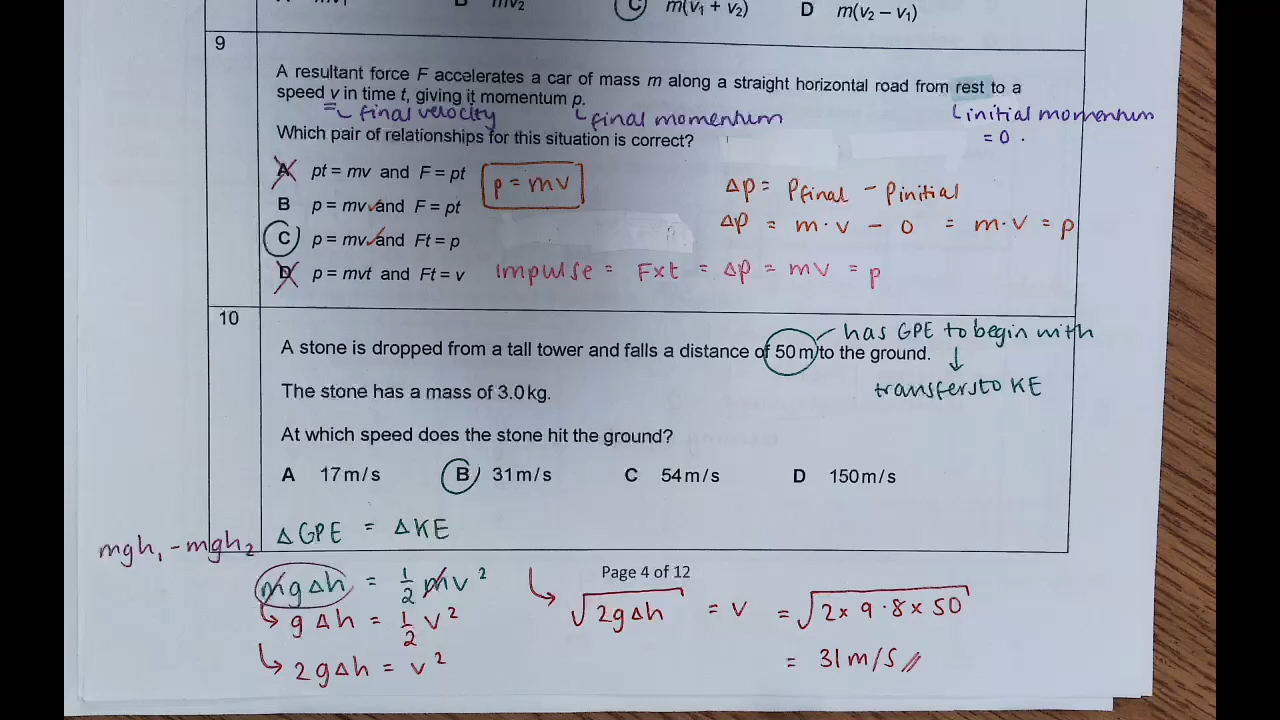 mv₂ C m(v₁ + v₂) D m(v₂ – v₁)
9
A resultant force F accelerates a car of mass m along a straight horizontal road from rest to a
speed v in time t, giving it momentum p.
= final velocity final momentum initial momentum
= 0 .
Which pair of relationships for this situation is correct?
A pt = mv and F = pt
p = mv
Δp = Pfinal - Pinitial
B p = mv ✓ and F = pt
Δp = m·v - 0 = m·v = p
C p = mv ✓ and Ft = p
D p = mvt and Ft = v
Impulse = Fxt = Δp = mv = p
10
has GPE to begin with
A stone is dropped from a tall tower and falls a distance of 50 m to the ground.
↓
transfers to KE
The stone has a mass of 3.0 kg.
At which speed does the stone hit the ground?
A 17 m/s B 31 m/s C 54 m/s D 150 m/s
ΔGPE = ΔKE
mgh₁ - mgh₂
Page 4 of 12
mgΔh = 1/2 mv²
↳ gΔh = 1/2 v²
↳ 2gΔh = v²
↳ √2gΔh = v = √2 x 9.8 x 50
= 31 m/s //